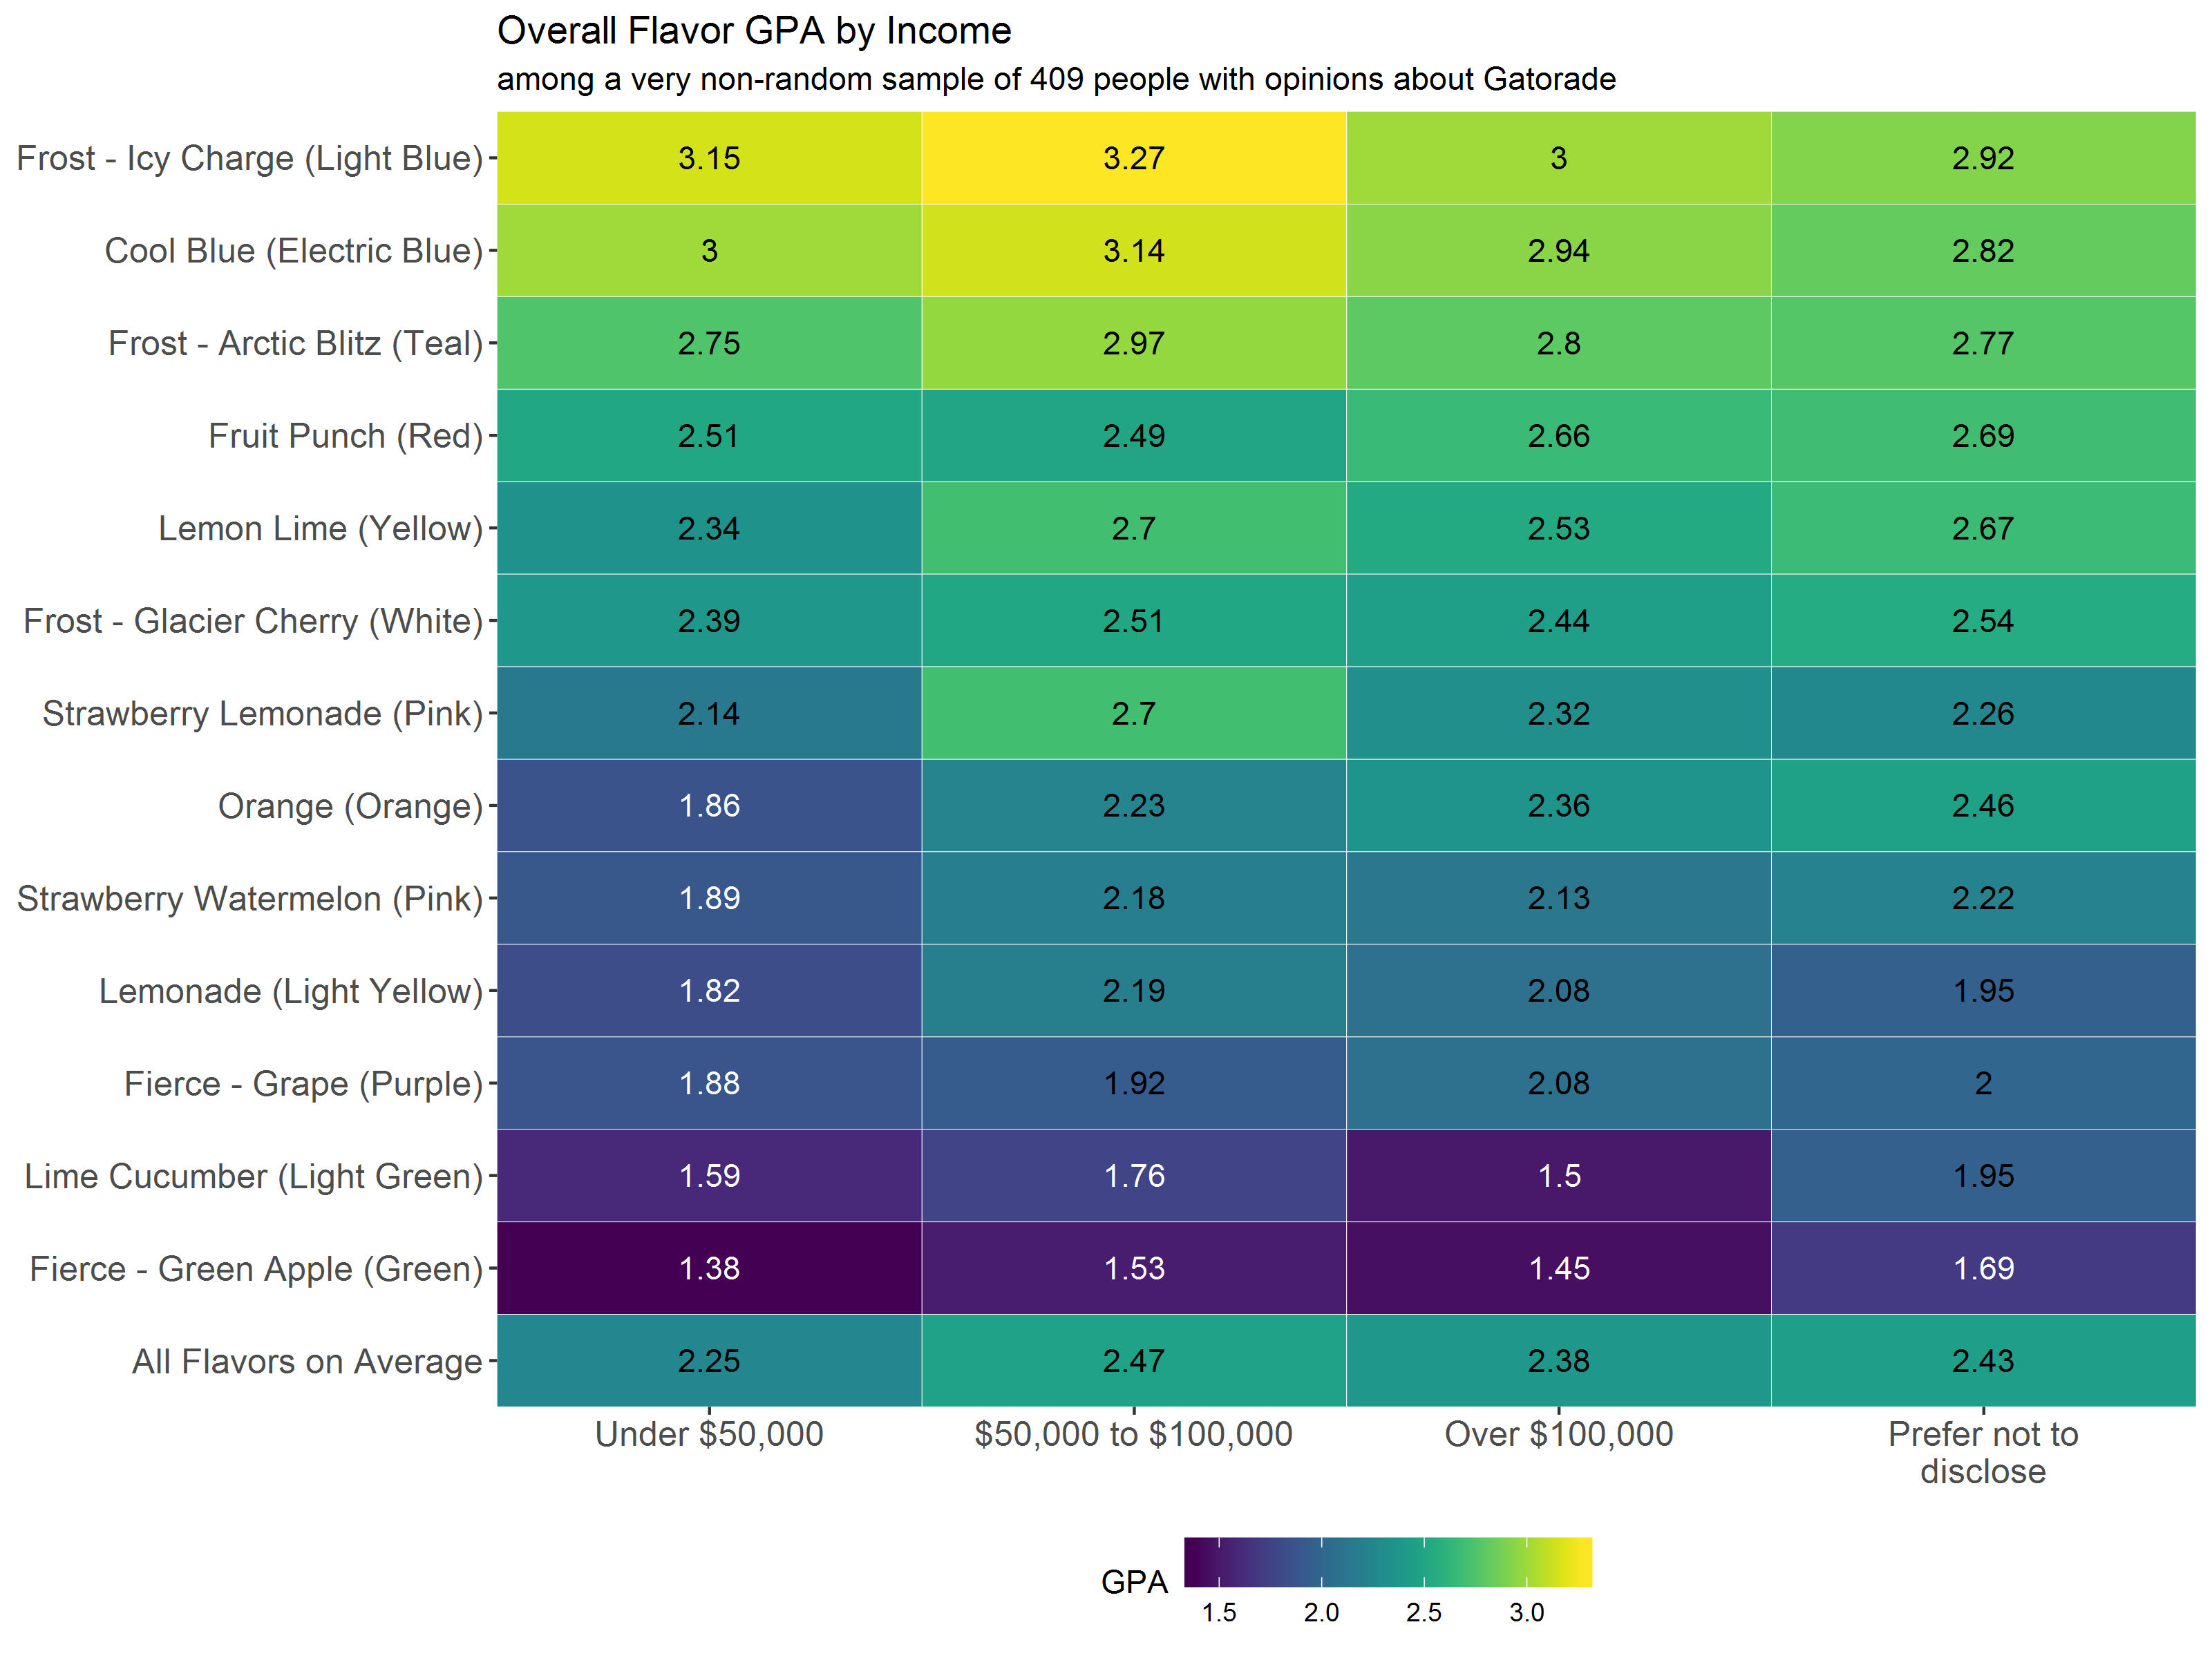 Overall Flavor GPA by Income
among a very non-random sample of 409 people with opinions about Gatorade
Frost - Icy Charge (Light Blue) 3.15 3.27 3 2.92
Cool Blue (Electric Blue) 3 3.14 2.94 2.82
Frost - Arctic Blitz (Teal) 2.75 2.97 2.8 2.77
Fruit Punch (Red) 2.51 2.49 2.66 2.69
Lemon Lime (Yellow) 2.34 2.7 2.53 2.67
Frost - Glacier Cherry (White) 2.39 2.51 2.44 2.54
Strawberry Lemonade (Pink) 2.14 2.7 2.32 2.26
Orange (Orange) 1.86 2.23 2.36 2.46
Strawberry Watermelon (Pink) 1.89 2.18 2.13 2.22
Lemonade (Light Yellow) 1.82 2.19 2.08 1.95
Fierce - Grape (Purple) 1.88 1.92 2.08 2
Lime Cucumber (Light Green) 1.59 1.76 1.5 1.95
Fierce - Green Apple (Green) 1.38 1.53 1.45 1.69
All Flavors on Average 2.25 2.47 2.38 2.43
Under $50,000 $50,000 to $100,000 Over $100,000 Prefer not to
disclose
GPA
1.5 2.0 2.5 3.0